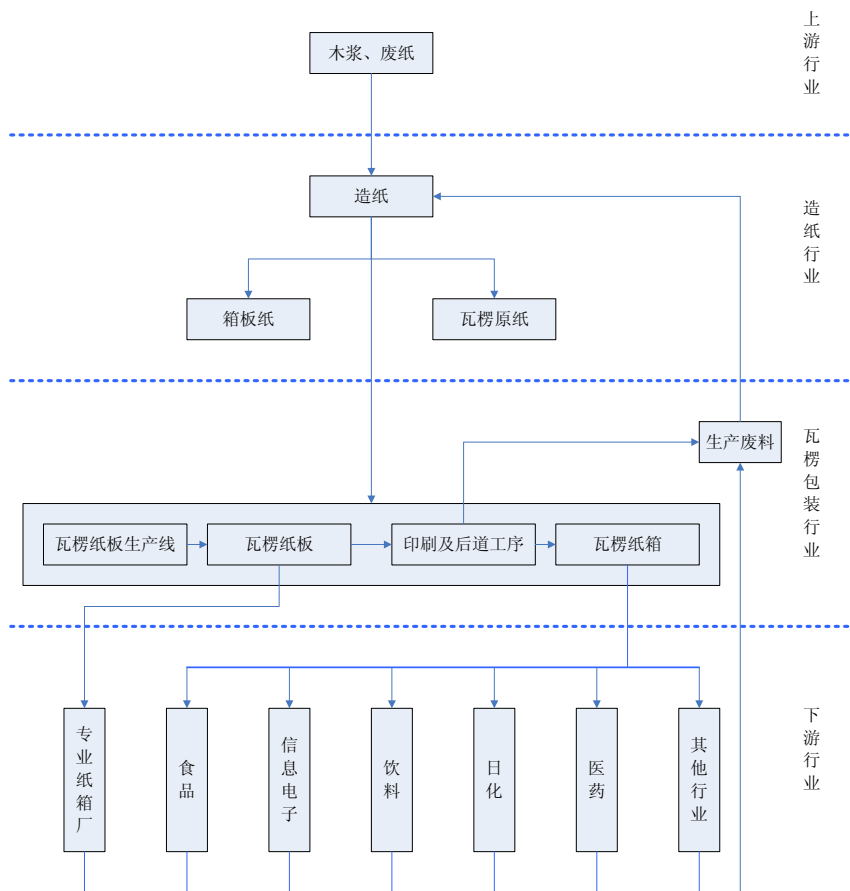 木浆、废纸
上游行业
造纸
造纸行业
箱板纸
瓦楞原纸
生产废料
瓦楞包装行业
瓦楞纸板生产线
瓦楞纸板
印刷及后道工序
瓦楞纸箱
专业纸箱厂
食品
信息电子
饮料
日化
医药
其他行业
下游行业